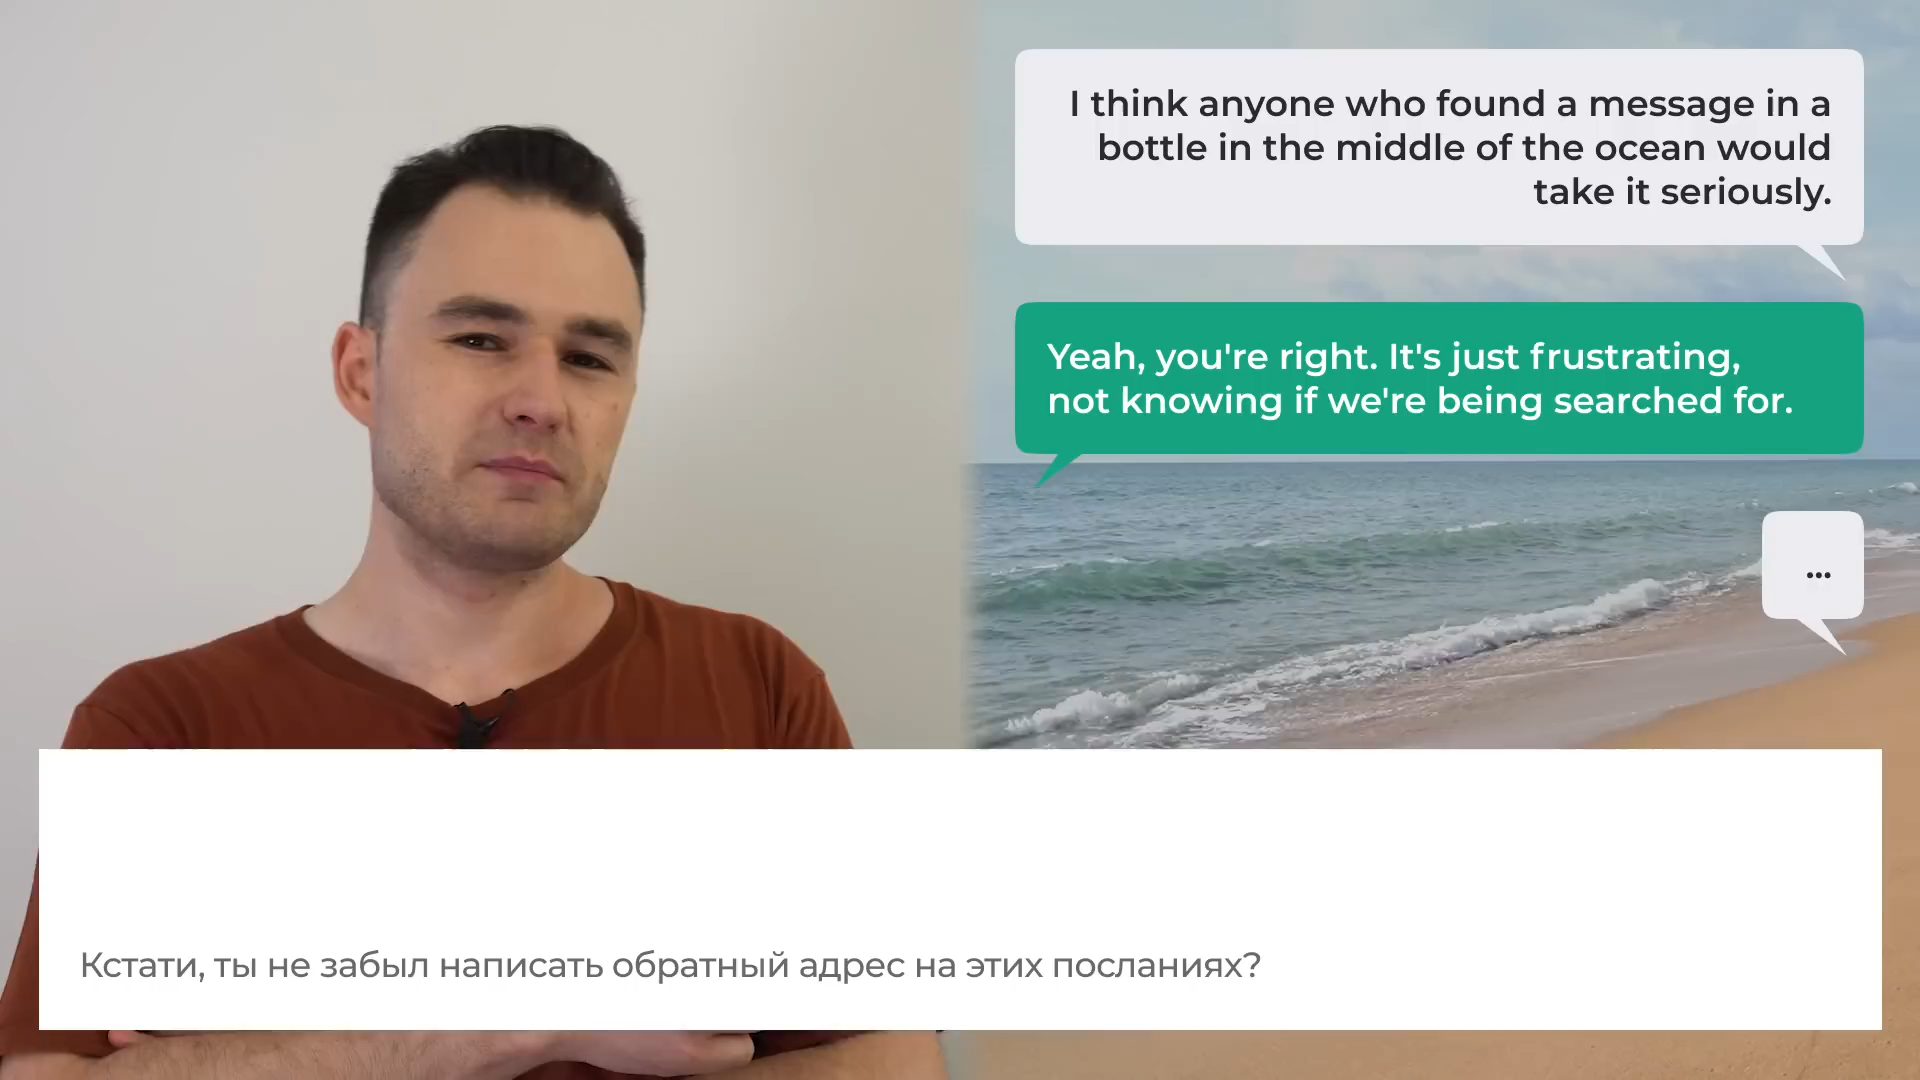 I think anyone who found a message in a
bottle in the middle of the ocean would
take it seriously.
Yeah, you're right. It's just frustrating,
not knowing if we're being searched for.
...
Кстати, ты не забыл написать обратный адрес на этих посланиях?